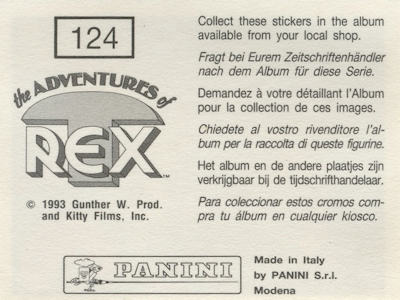 124
the ADVENTURES of
T
REX™
© 1993 Gunther W. Prod.
and Kitty Films, Inc.
Collect these stickers in the album
available from your local shop.
Fragt bei Eurem Zeitschriftenhändler
nach dem Album für diese Serie.
Demandez à votre détaillant l'Album
pour la collection de ces images.
Chiedete al vostro rivenditore l'al-
bum per la raccolta di queste figurine.
Het album en de andere plaatjes zijn
verkrijgbaar bij de tijdschrifthandelaar.
Para coleccionar estos cromos com-
pra tu álbum en cualquier kiosco.
PANINI
Made in Italy
by PANINI S.r.l.
Modena